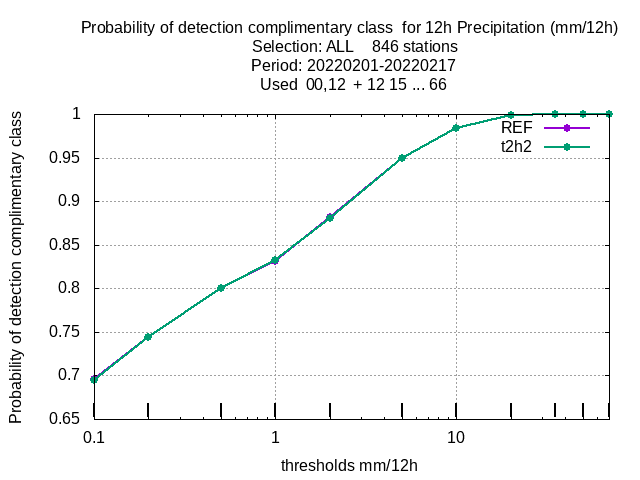 Probability of detection complimentary class  for 12h Precipitation (mm/12h)
Selection: ALL    846 stations
Period: 20220201-20220217
Used  00,12  + 12 15 ... 66
Probability of detection complimentary class
1
0.95
0.9
0.85
0.8
0.75
0.7
0.65
REF
t2h2
0.1 1 10
thresholds mm/12h